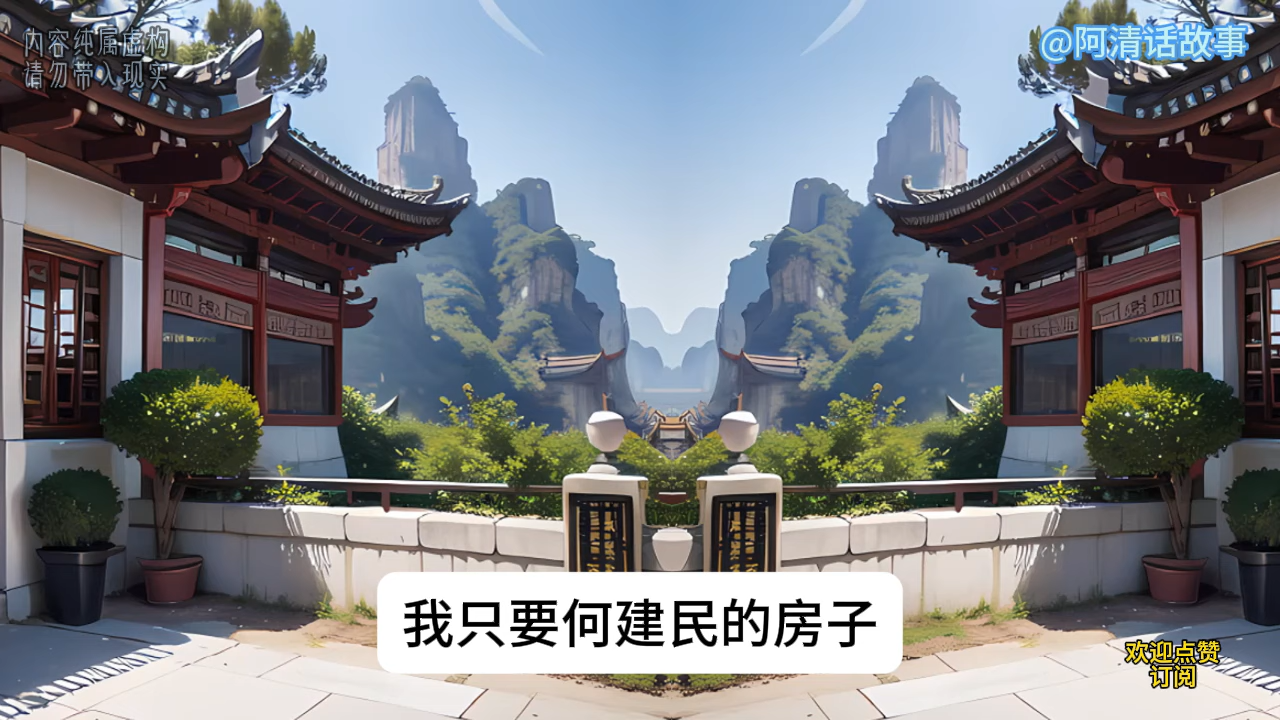 内容纯属虚构
请勿带入现实
@阿清话故事
我只要何建民的房子
欢迎点赞
订阅